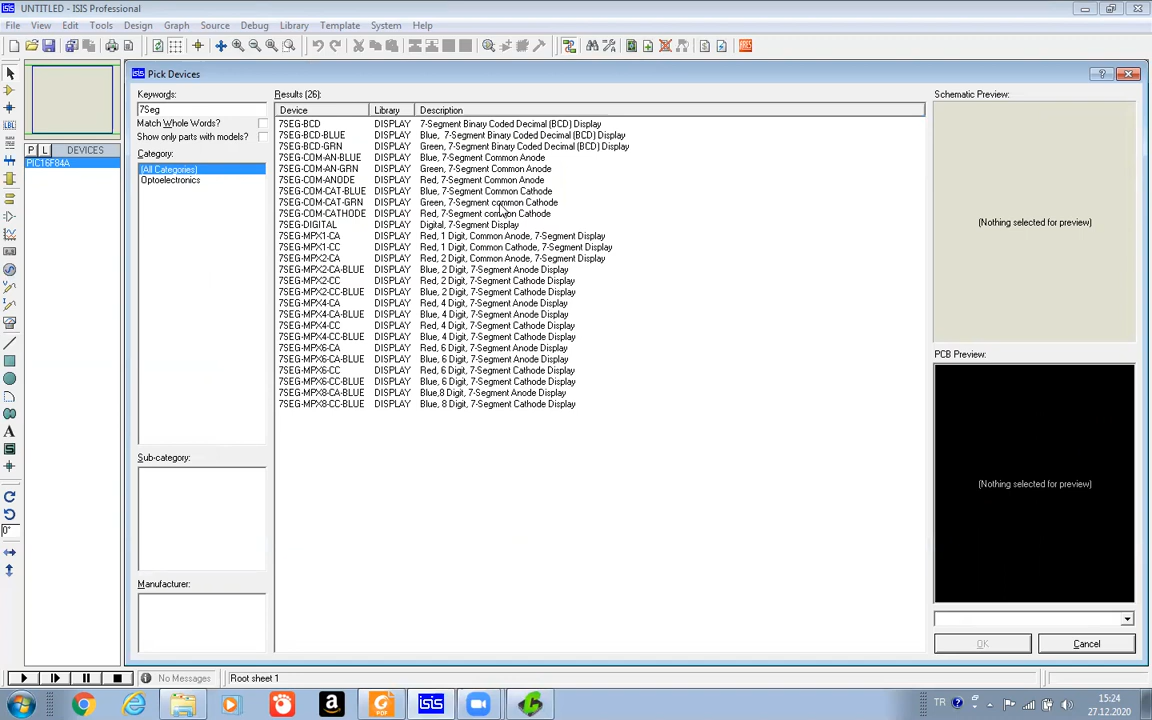 UNTITLED - ISIS Professional
File View Edit Tools Design Graph Source Debug Library Template System Help
Pick Devices
Keywords:
7Seg
Match Whole Words?
Show only parts with models?
Category:
(All Categories)
Optoelectronics
Sub-category:
Manufacturer:
P L DEVICES
PIC16F84A
LBL
A
0°
Results (26):
Device Library Description
7SEG-BCD DISPLAY 7-Segment Binary Coded Decimal (BCD) Display
7SEG-BCD-BLUE DISPLAY Blue, 7-Segment Binary Coded Decimal (BCD) Display
7SEG-BCD-GRN DISPLAY Green, 7-Segment Binary Coded Decimal (BCD) Display
7SEG-COM-AN-BLUE DISPLAY Blue, 7-Segment Common Anode
7SEG-COM-AN-GRN DISPLAY Green, 7-Segment Common Anode
7SEG-COM-ANODE DISPLAY Red, 7-Segment Common Anode
7SEG-COM-CAT-BLUE DISPLAY Blue, 7-Segment Common Cathode
7SEG-COM-CAT-GRN DISPLAY Green, 7-Segment common Cathode
7SEG-COM-CATHODE DISPLAY Red, 7-Segment common Cathode
7SEG-DIGITAL DISPLAY Digital, 7-Segment Display
7SEG-MPX1-CA DISPLAY Red, 1 Digit, Common Anode, 7-Segment Display
7SEG-MPX1-CC DISPLAY Red, 1 Digit, Common Cathode, 7-Segment Display
7SEG-MPX2-CA DISPLAY Red, 2 Digit, Common Anode, 7-Segment Display
7SEG-MPX2-CA-BLUE DISPLAY Blue, 2 Digit, 7-Segment Anode Display
7SEG-MPX2-CC DISPLAY Red, 2 Digit, 7-Segment Cathode Display
7SEG-MPX2-CC-BLUE DISPLAY Blue, 2 Digit, 7-Segment Cathode Display
7SEG-MPX4-CA DISPLAY Red, 4 Digit, 7-Segment Anode Display
7SEG-MPX4-CA-BLUE DISPLAY Blue, 4 Digit, 7-Segment Anode Display
7SEG-MPX4-CC DISPLAY Red, 4 Digit, 7-Segment Cathode Display
7SEG-MPX4-CC-BLUE DISPLAY Blue, 4 Digit, 7-Segment Cathode Display
7SEG-MPX6-CA DISPLAY Red, 6 Digit, 7-Segment Anode Display
7SEG-MPX6-CA-BLUE DISPLAY Blue, 6 Digit, 7-Segment Anode Display
7SEG-MPX6-CC DISPLAY Red, 6 Digit, 7-Segment Cathode Display
7SEG-MPX6-CC-BLUE DISPLAY Blue, 6 Digit, 7-Segment Cathode Display
7SEG-MPX8-CA-BLUE DISPLAY Blue,8 Digit, 7-Segment Anode Display
7SEG-MPX8-CC-BLUE DISPLAY Blue, 8 Digit, 7-Segment Cathode Display
Schematic Preview:
(Nothing selected for preview)
PCB Preview:
(Nothing selected for preview)
OK Cancel
No Messages Root sheet 1
TR 15:24
27.12.2020